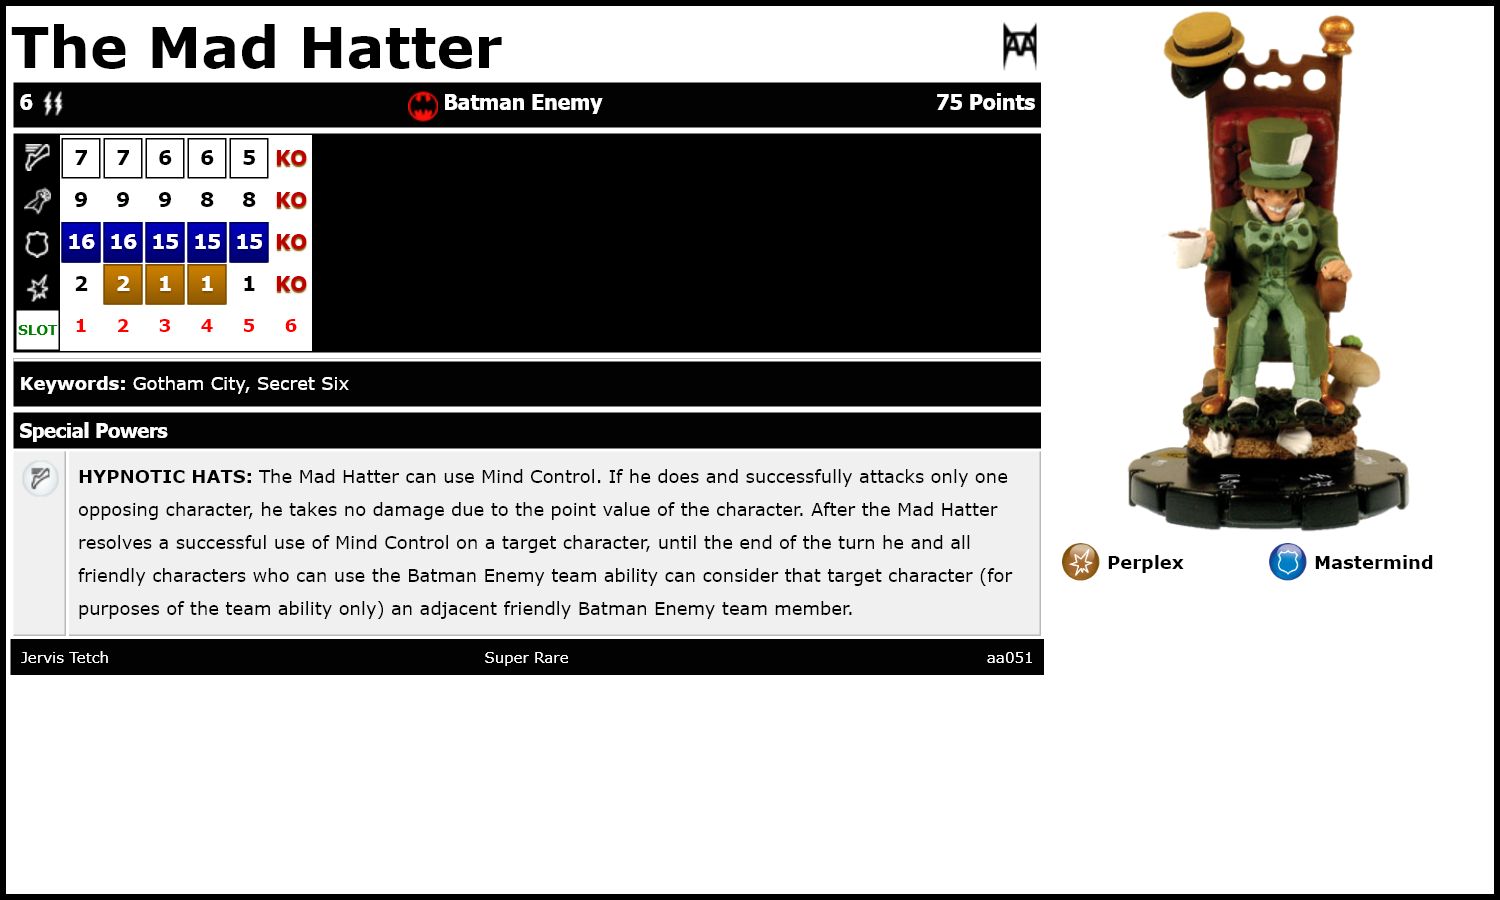 The Mad Hatter
6 Batman Enemy 75 Points
7 7 6 6 5 KO
9 9 9 8 8 KO
16 16 15 15 15 KO
2 2 1 1 1 KO
SLOT 1 2 3 4 5 6
Keywords: Gotham City, Secret Six
Special Powers
HYPNOTIC HATS: The Mad Hatter can use Mind Control. If he does and successfully attacks only one
opposing character, he takes no damage due to the point value of the character. After the Mad Hatter
resolves a successful use of Mind Control on a target character, until the end of the turn he and all
friendly characters who can use the Batman Enemy team ability can consider that target character (for
purposes of the team ability only) an adjacent friendly Batman Enemy team member.
Jervis Tetch Super Rare aa051
Perplex Mastermind